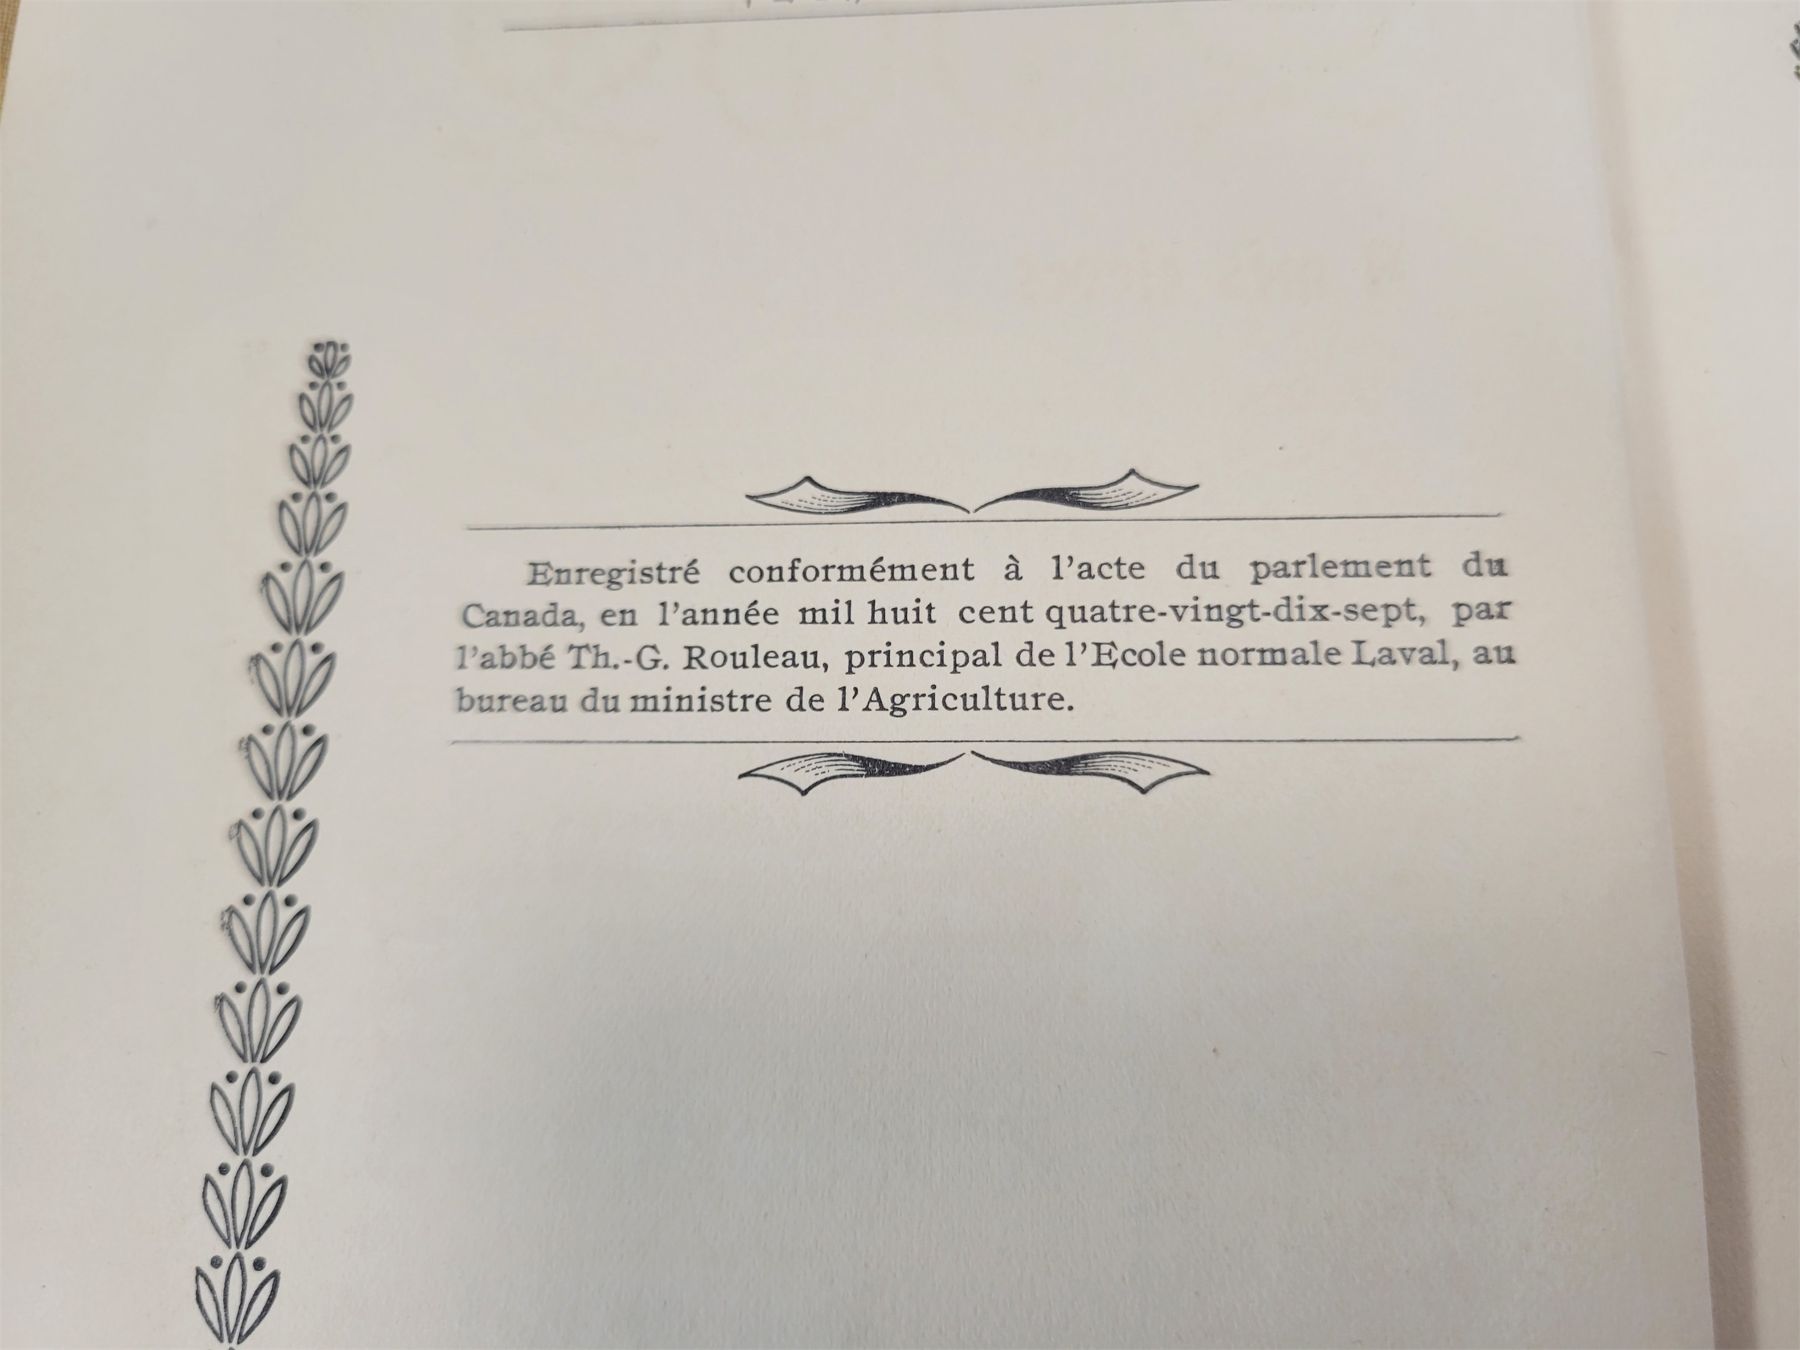 Enregistré conformément à l'acte du parlement du
Canada, en l'année mil huit cent quatre-vingt-dix-sept, par
l'abbé Th.-G. Rouleau, principal de l'Ecole normale Laval, au
bureau du ministre de l'Agriculture.